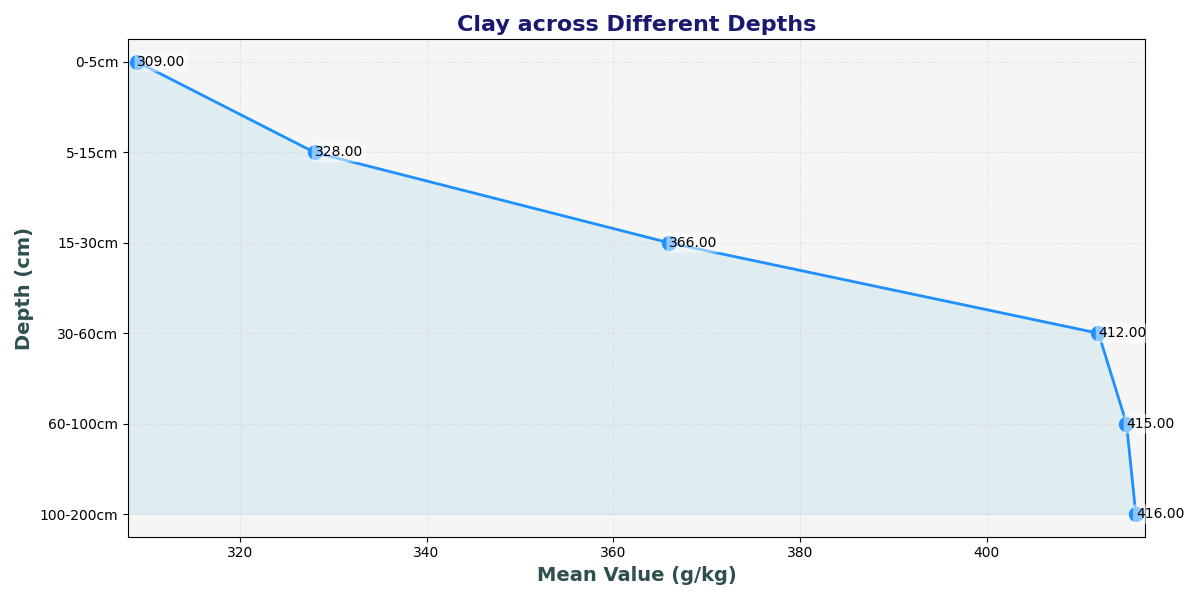 Clay across Different Depths
Depth (cm)
0-5cm
309.00
5-15cm
328.00
15-30cm
366.00
30-60cm
412.00
60-100cm
415.00
100-200cm
416.00
320
340
360
380
400
Mean Value (g/kg)